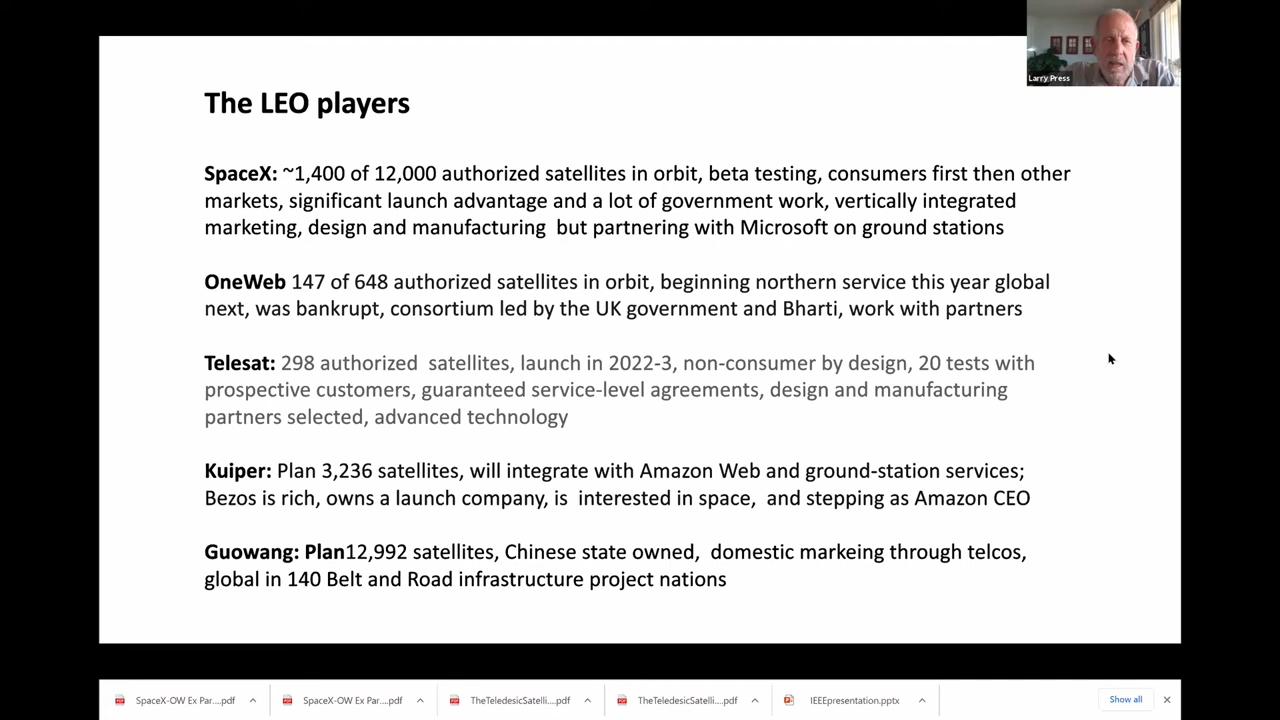 Larry Press
The LEO players
SpaceX: ~1,400 of 12,000 authorized satellites in orbit, beta testing, consumers first then other
markets, significant launch advantage and a lot of government work, vertically integrated
marketing, design and manufacturing but partnering with Microsoft on ground stations
OneWeb 147 of 648 authorized satellites in orbit, beginning northern service this year global
next, was bankrupt, consortium led by the UK government and Bharti, work with partners
Telesat: 298 authorized satellites, launch in 2022-3, non-consumer by design, 20 tests with
prospective customers, guaranteed service-level agreements, design and manufacturing
partners selected, advanced technology
Kuiper: Plan 3,236 satellites, will integrate with Amazon Web and ground-station services;
Bezos is rich, owns a launch company, is interested in space, and stepping as Amazon CEO
Guowang: Plan12,992 satellites, Chinese state owned, domestic markeing through telcos,
global in 140 Belt and Road infrastructure project nations
SpaceX-OW Ex Par....pdf SpaceX-OW Ex Par....pdf TheTeledesicSatelli....pdf TheTeledesicSatelli....pdf IEEEpresentation.pptx Show all